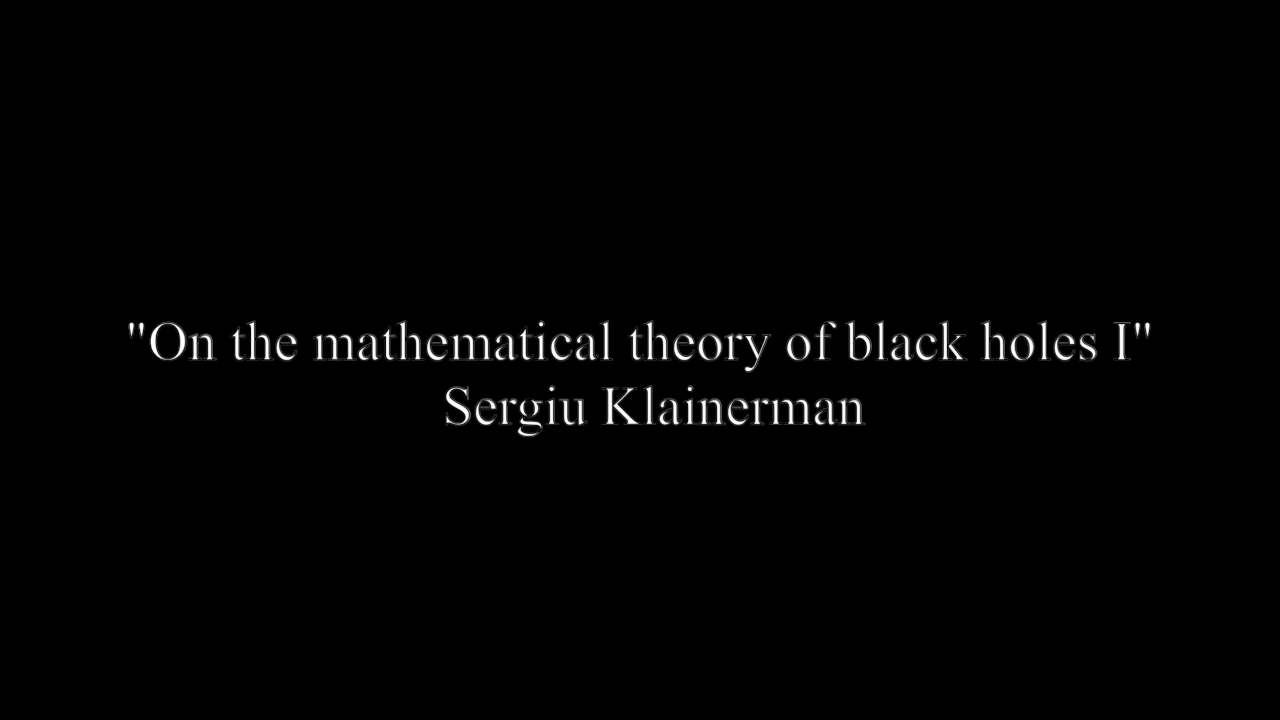 "On the mathematical theory of black holes I"
Sergiu Klainerman